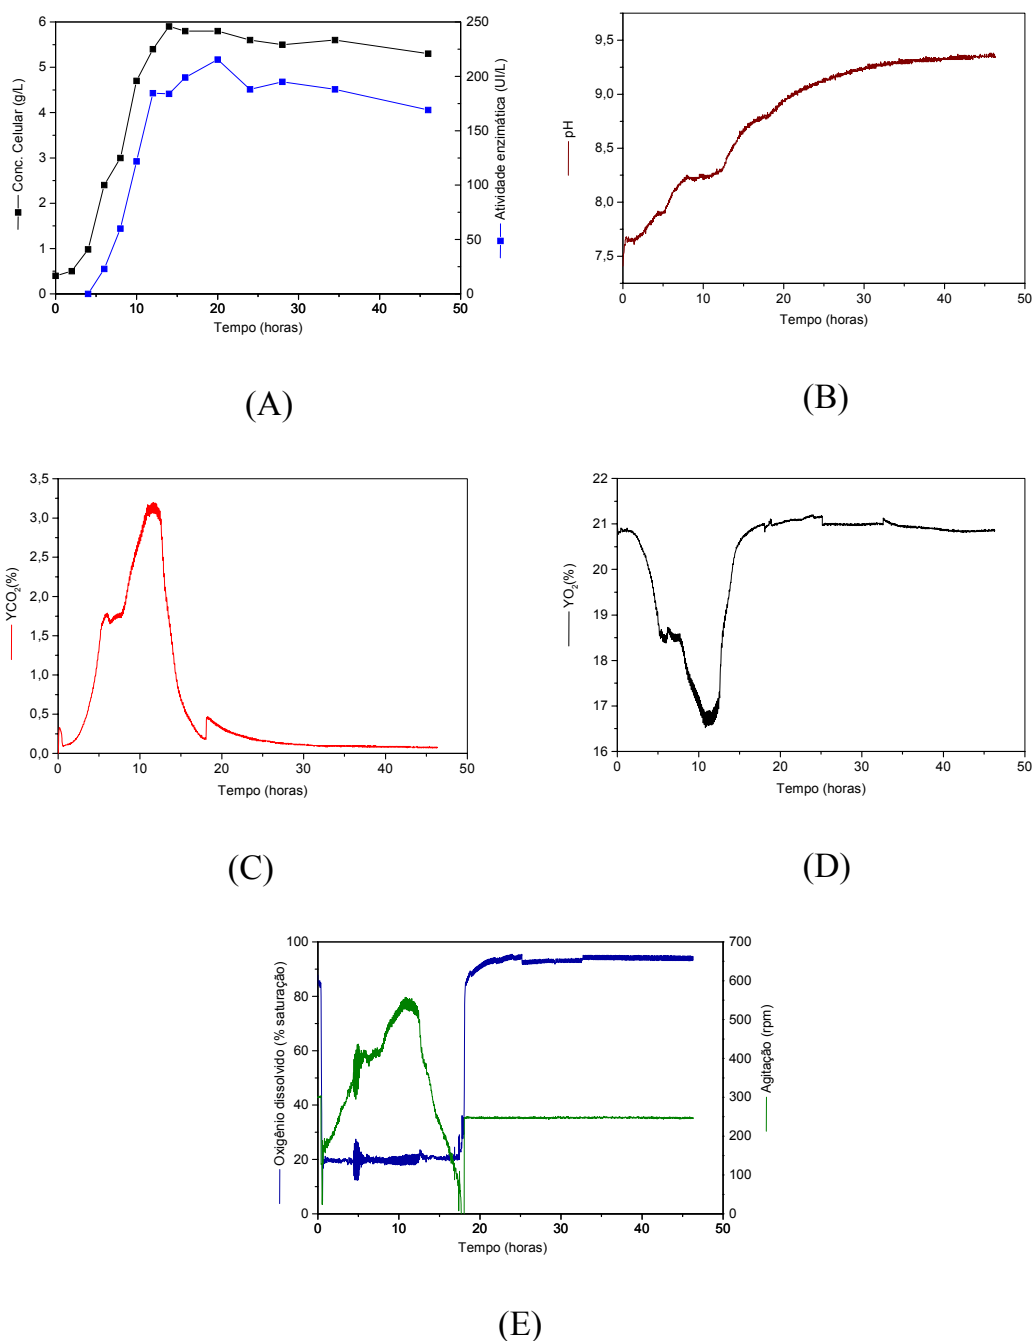 6
5
4
3
2
1
0
Conc. Celular (g/L)
250
200
150
100
50
0
Atividade enzimática (UI/L)
0 10 20 30 40 50
Tempo (horas)
(A)
9,5
9,0
8,5
8,0
7,5
pH
0 10 20 30 40 50
Tempo (horas)
(B)
3,5
3,0
2,5
2,0
1,5
1,0
0,5
0,0
YCO₂(%)
0 10 20 30 40 50
Tempo (horas)
(C)
22
21
20
19
18
17
16
YO₂(%)
0 10 20 30 40 50
Tempo (horas)
(D)
100
80
60
40
20
0
Oxigênio dissolvido (% saturação)
700
600
500
400
300
200
100
0
Agitação (rpm)
0 10 20 30 40 50
Tempo (horas)
(E)